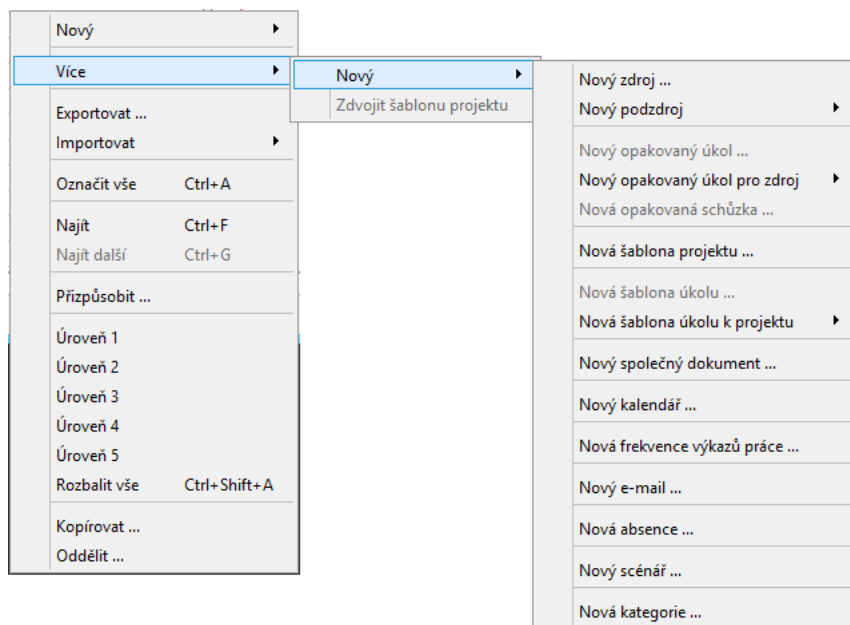 Nový
Více
Exportovat ...
Importovat
Označit vše Ctrl+A
Najít Ctrl+F
Najít další Ctrl+G
Přizpůsobit ...
Úroveň 1
Úroveň 2
Úroveň 3
Úroveň 4
Úroveň 5
Rozbalit vše Ctrl+Shift+A
Kopírovat ...
Oddělit ...
Nový
Zdvojit šablonu projektu
Nový zdroj ...
Nový podzdroj
Nový opakovaný úkol ...
Nový opakovaný úkol pro zdroj
Nová opakovaná schůzka ...
Nová šablona projektu ...
Nová šablona úkolu ...
Nová šablona úkolu k projektu
Nový společný dokument ...
Nový kalendář ...
Nová frekvence výkazů práce ...
Nový e-mail ...
Nová absence ...
Nový scénář ...
Nová kategorie ...